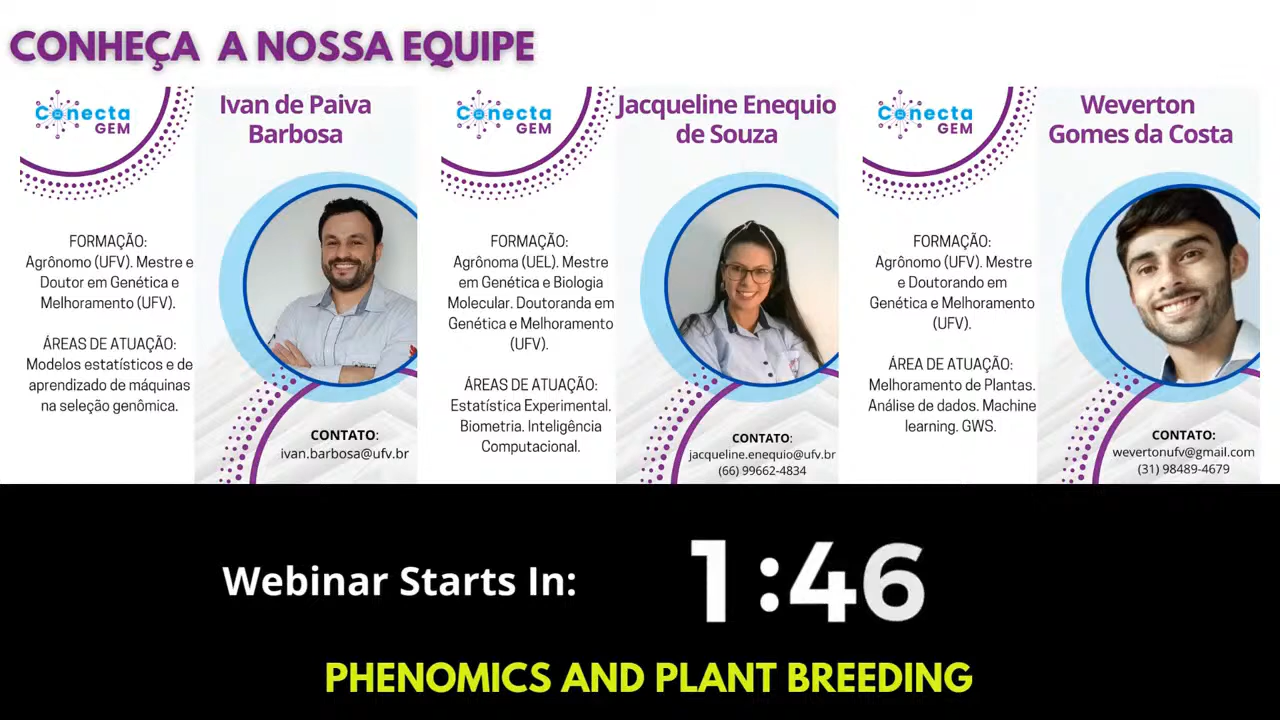 CONHEÇA A NOSSA EQUIPE
Conecta
GEM
Ivan de Paiva
Barbosa
FORMAÇÃO:
Agrônomo (UFV). Mestre e
Doutor em Genética e
Melhoramento (UFV).
ÁREAS DE ATUAÇÃO:
Modelos estatísticos e de
aprendizado de máquinas
na seleção genômica.
CONTATO:
ivan.barbosa@ufv.br
Conecta
GEM
Jacqueline Enequio
de Souza
FORMAÇÃO:
Agrônoma (UEL). Mestre
em Genética e Biologia
Molecular. Doutoranda em
Genética e Melhoramento
(UFV).
ÁREAS DE ATUAÇÃO:
Estatística Experimental.
Biometria. Inteligência
Computacional.
CONTATO:
jacqueline.enequio@ufv.br
(66) 99662-4834
Conecta
GEM
Weverton
Gomes da Costa
FORMAÇÃO:
Agrônomo (UFV). Mestre
e Doutorando em
Genética e Melhoramento
(UFV).
ÁREA DE ATUAÇÃO:
Melhoramento de Plantas.
Análise de dados. Machine
learning. GWS.
CONTATO:
wevertonufv@gmail.com
(31) 98489-4679
Webinar Starts In: 1:46
PHENOMICS AND PLANT BREEDING